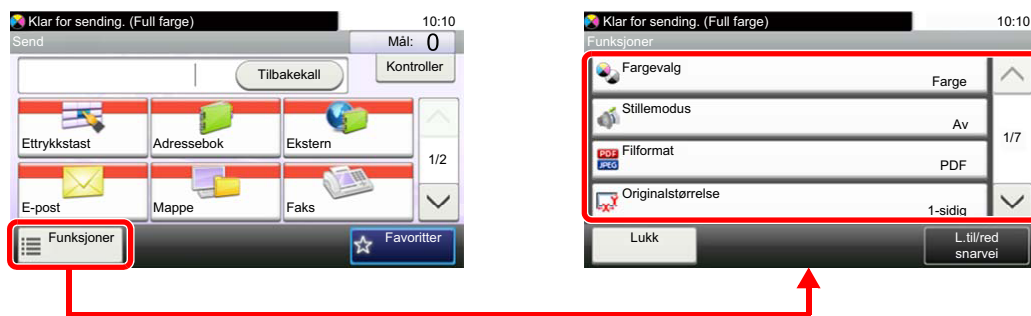 Klar for sending. (Full farge) 10:10
Send Mål: 0
Tilbakekall Kontroller
Ettrykkstast Adressebok Ekstern
1/2
E-post Mappe Faks
Funksjoner Favoritter
Klar for sending. (Full farge) 10:10
Funksjoner
Fargevalg
Farge
Stillemodus
Av
1/7
PDF
JPEG
Filformat
PDF
Originalstørrelse
1-sidig
Lukk L.til/red
snarvei